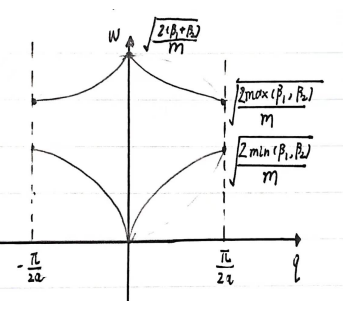 ω
√(2(β₁+β₂)/m)
√(2max(β₁,β₂)/m)
√(2min(β₁,β₂)/m)
-π/2a
π/2a
q